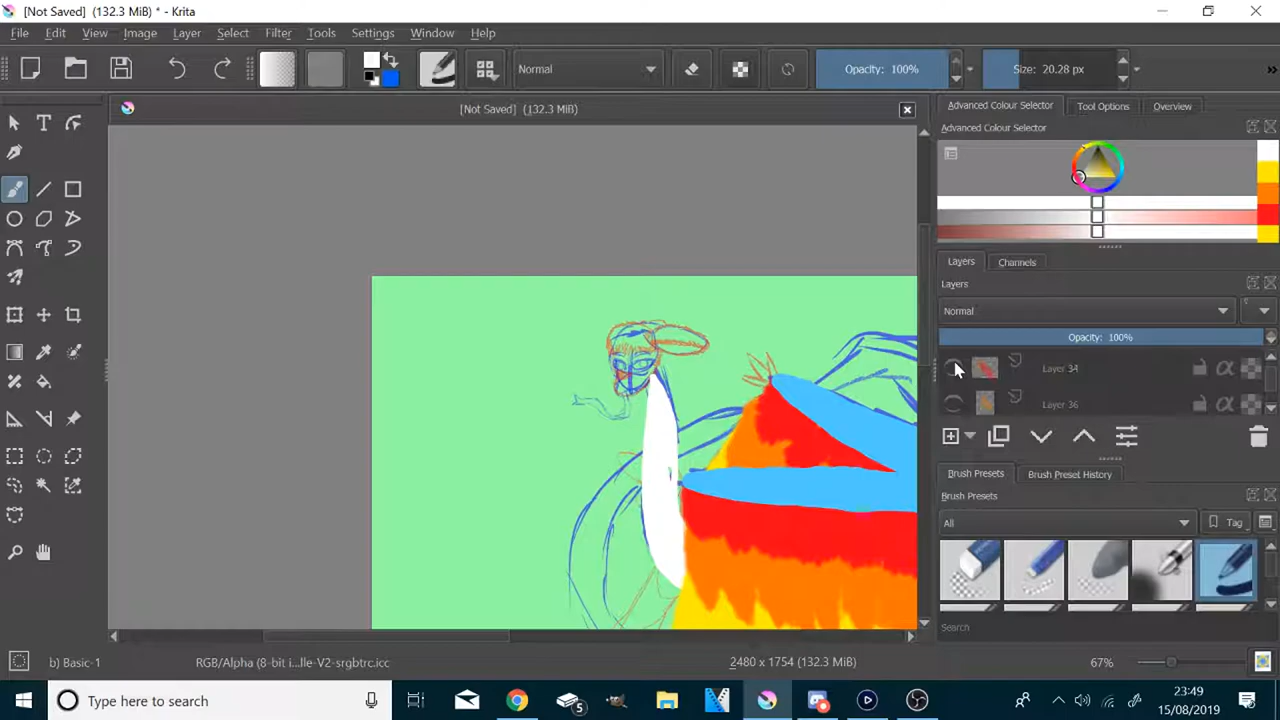 [Not Saved] (132.3 MiB) * - Krita
File Edit View Image Layer Select Filter Tools Settings Window Help
Normal
Opacity: 100%
Size: 20.28 px
»
[Not Saved] (132.3 MiB)
Advanced Colour Selector
Tool Options
Overview
Advanced Colour Selector
Layers
Channels
Layers
Normal
Opacity: 100%
Layer 34
Layer 36
Brush Presets
Brush Preset History
Brush Presets
All
Tag
Search
b) Basic-1
RGB/Alpha (8-bit i...lle-V2-srgbtrc.icc
2480 x 1754 (132.3 MiB)
67%
Type here to search
5
23:49
15/08/2019